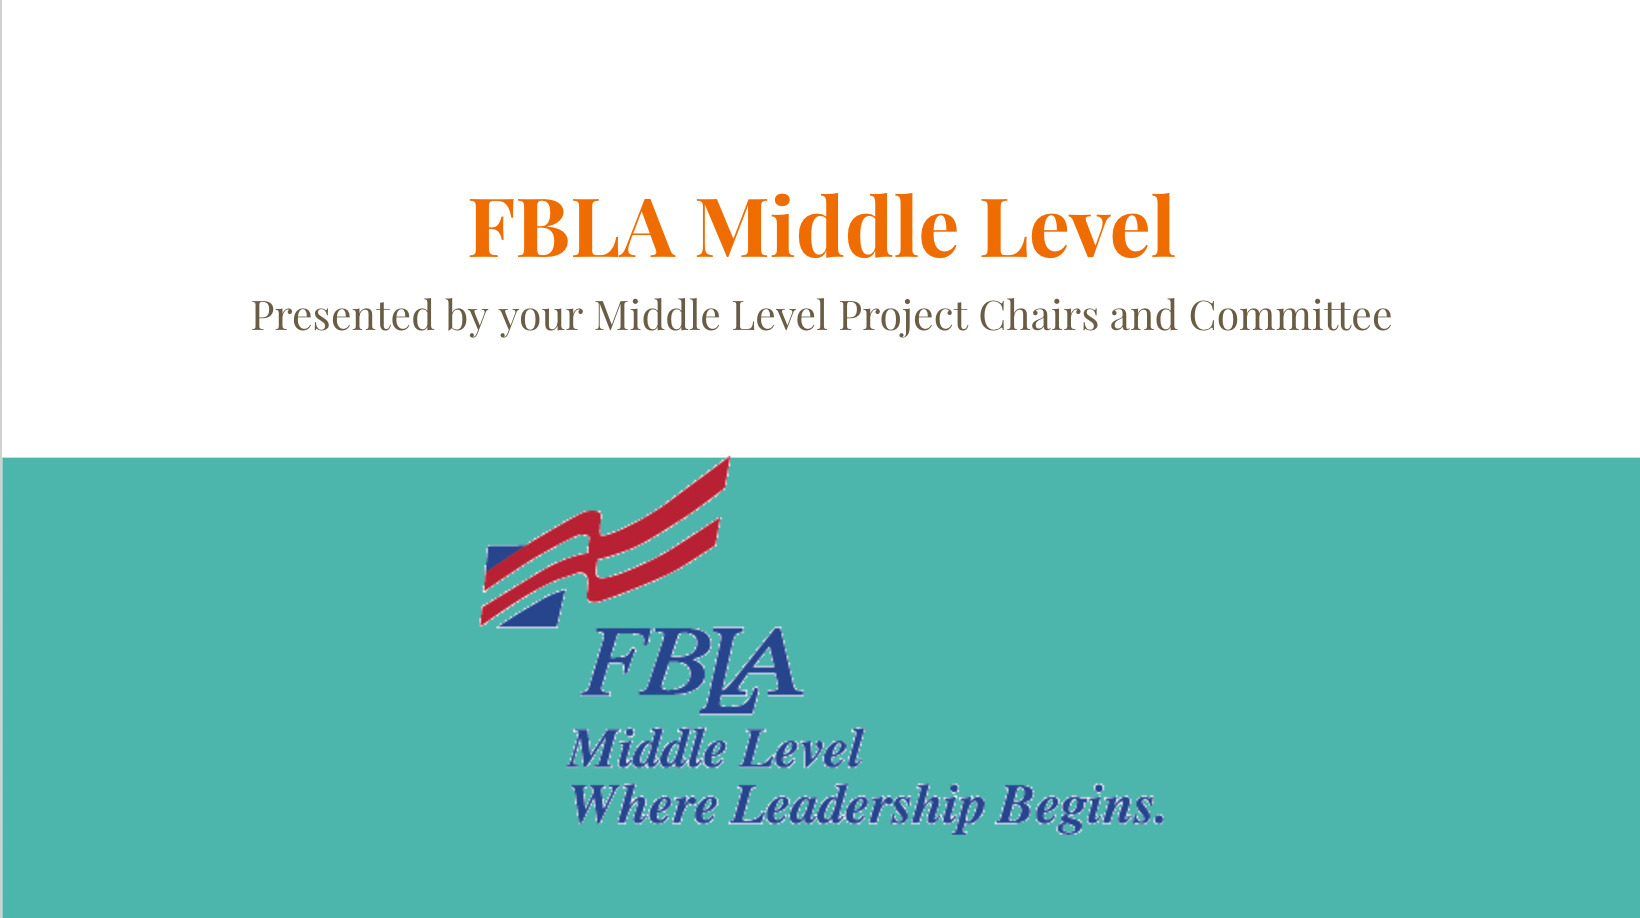 FBLA Middle Level
Presented by your Middle Level Project Chairs and Committee
FBLA
Middle Level
Where Leadership Begins.